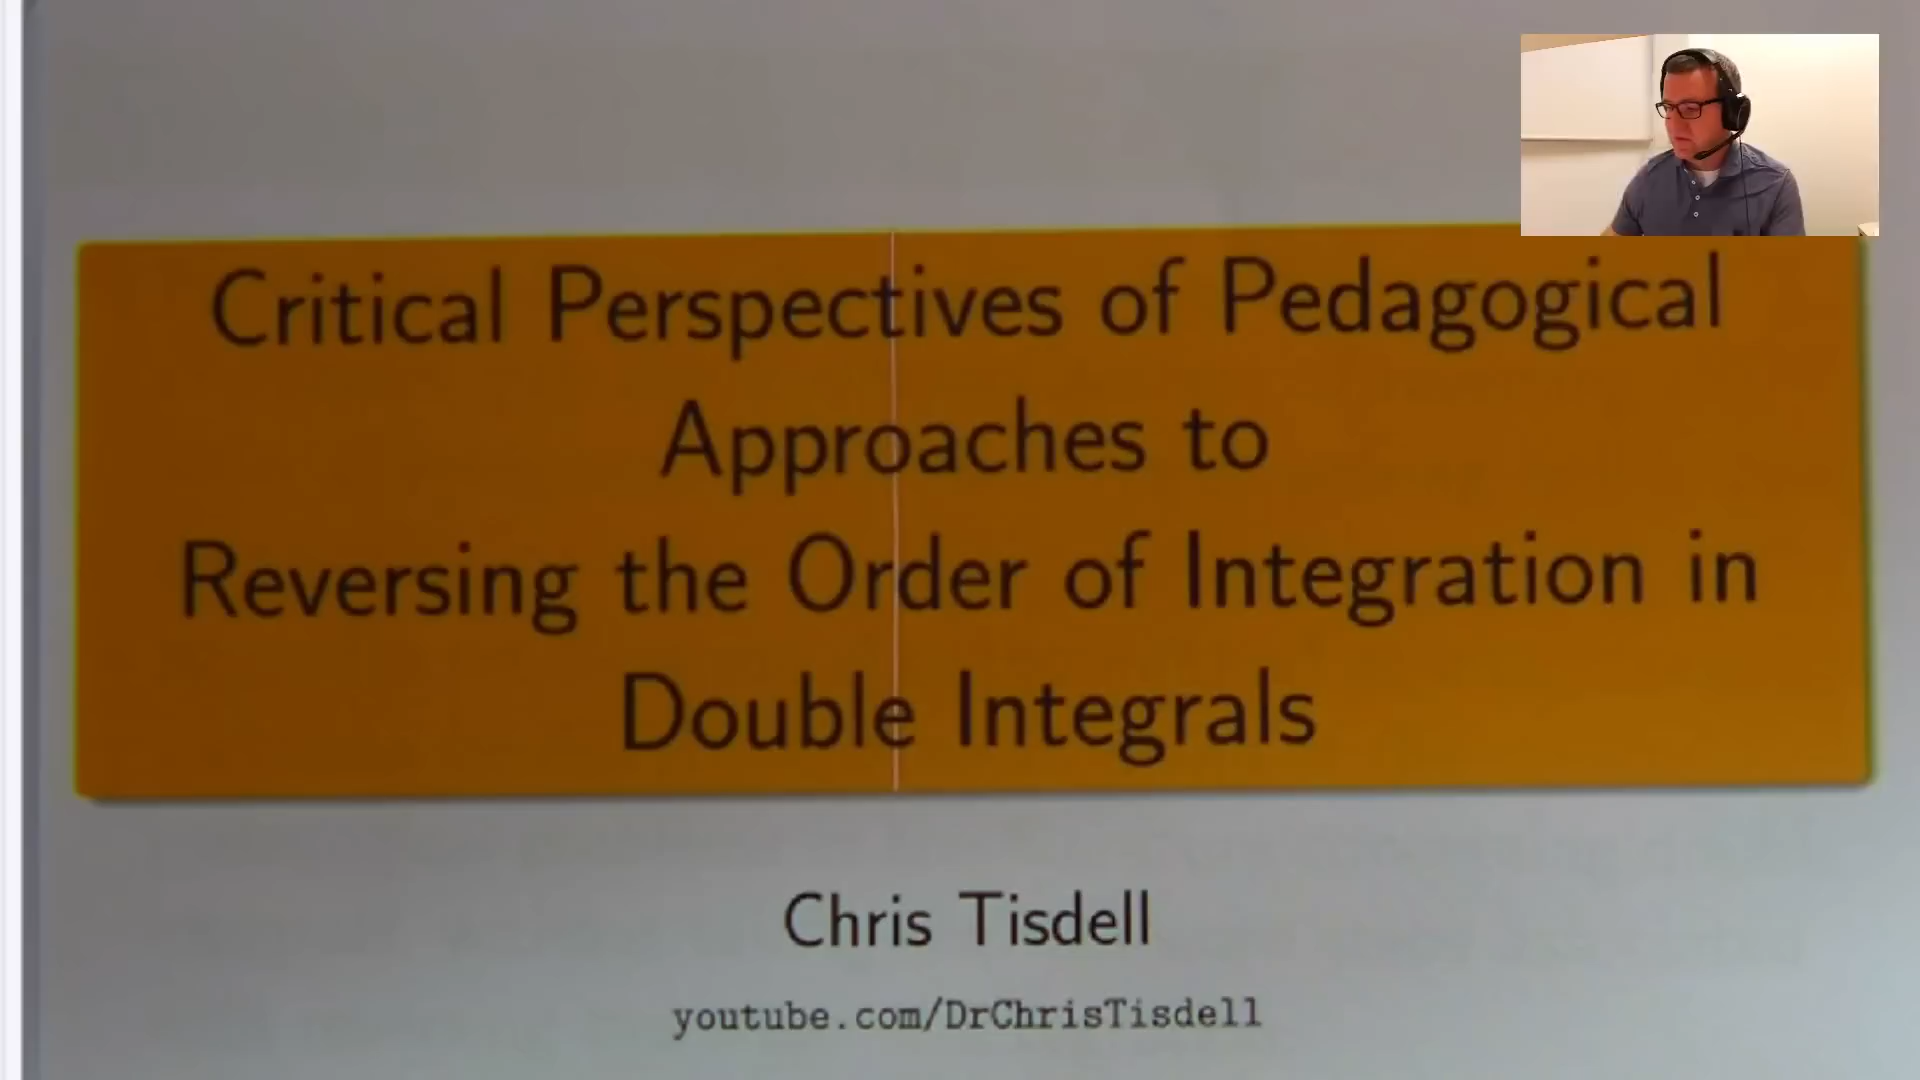 Critical Perspectives of Pedagogical
Approaches to
Reversing the Order of Integration in
Double Integrals
Chris Tisdell
youtube.com/DrChrisTisdell